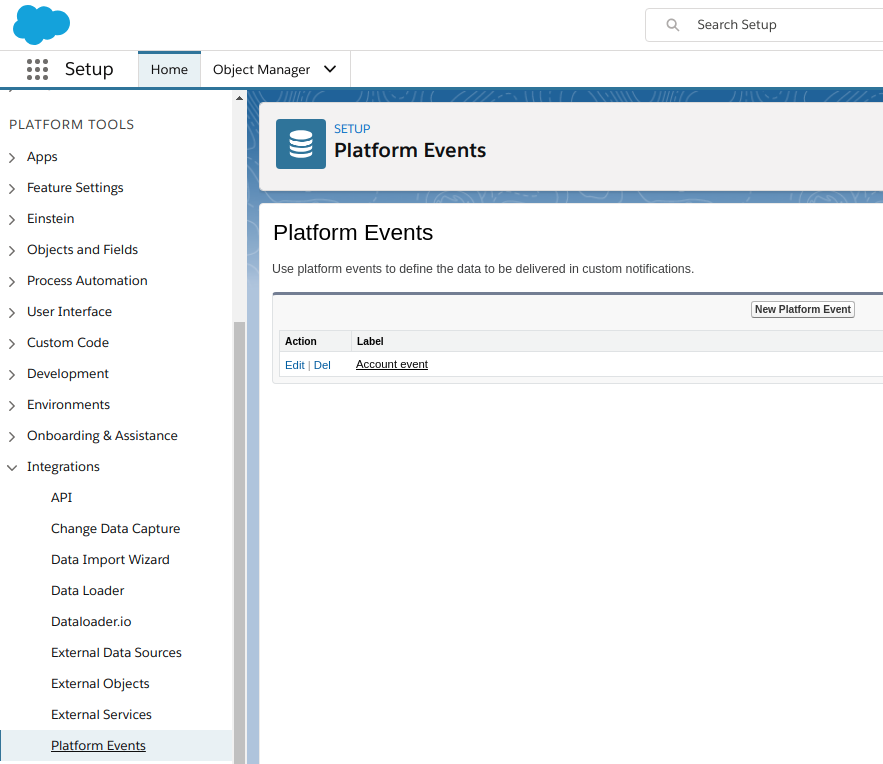 Search Setup
Setup
Home
Object Manager
PLATFORM TOOLS
Apps
Feature Settings
Einstein
Objects and Fields
Process Automation
User Interface
Custom Code
Development
Environments
Onboarding & Assistance
Integrations
API
Change Data Capture
Data Import Wizard
Data Loader
Dataloader.io
External Data Sources
External Objects
External Services
Platform Events
SETUP
Platform Events
Platform Events
Use platform events to define the data to be delivered in custom notifications.
New Platform Event
Action Label
Edit | Del Account event